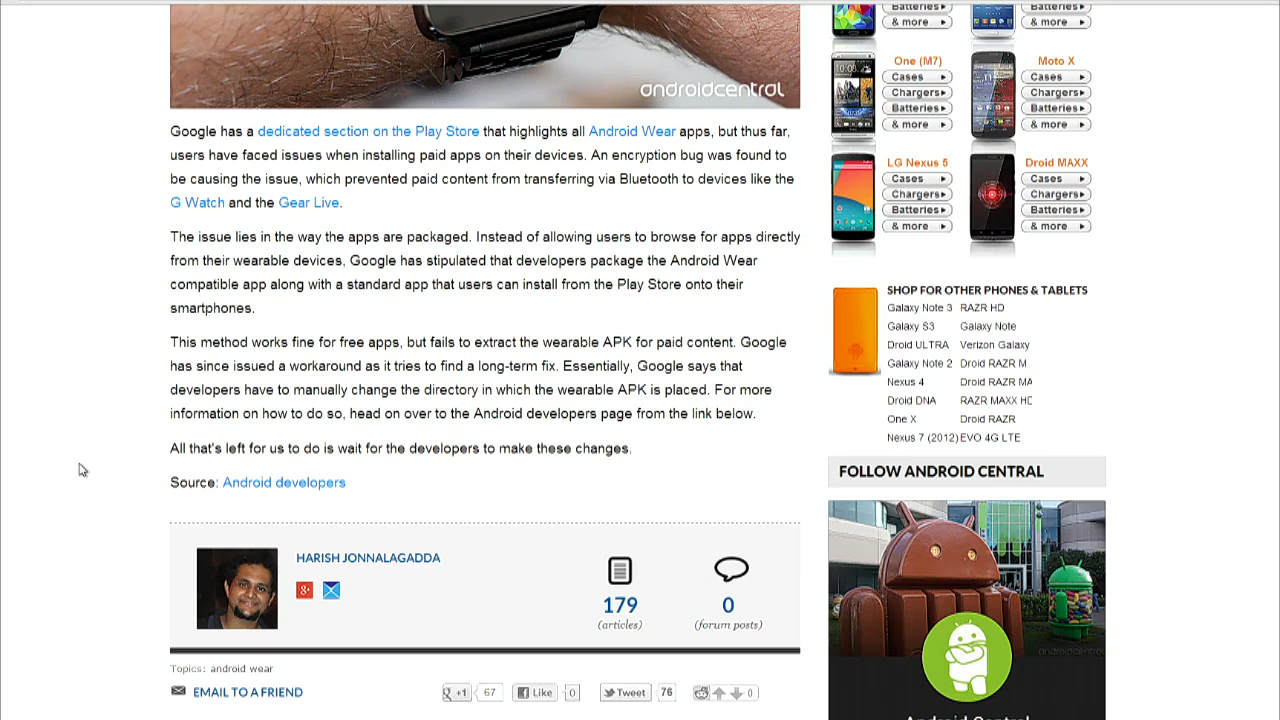 androidcentral
Google has a dedicated section on the Play Store that highlights all Android Wear apps, but thus far,
users have faced issues when installing paid apps on their devices. An encryption bug was found to
be causing the issue, which prevented paid content from transferring via Bluetooth to devices like the
G Watch and the Gear Live.
The issue lies in the way the apps are packaged. Instead of allowing users to browse for apps directly
from their wearable devices, Google has stipulated that developers package the Android Wear
compatible app along with a standard app that users can install from the Play Store onto their
smartphones.
This method works fine for free apps, but fails to extract the wearable APK for paid content. Google
has since issued a workaround as it tries to find a long-term fix. Essentially, Google says that
developers have to manually change the directory in which the wearable APK is placed. For more
information on how to do so, head on over to the Android developers page from the link below.
All that's left for us to do is wait for the developers to make these changes.
Source: Android developers
HARISH JONNALAGADDA
179
(articles)
0
(forum posts)
Topics: android wear
EMAIL TO A FRIEND
g +1 67
Like 0
Tweet 76
0
Batteries
& more
Batteries
& more
One (M7)
Cases
Chargers
Batteries
& more
Moto X
Cases
Chargers
Batteries
& more
LG Nexus 5
Cases
Chargers
Batteries
& more
Droid MAXX
Cases
Chargers
Batteries
& more
SHOP FOR OTHER PHONES & TABLETS
Galaxy Note 3 RAZR HD
Galaxy S3 Galaxy Note
Droid ULTRA Verizon Galaxy
Galaxy Note 2 Droid RAZR M
Nexus 4 Droid RAZR MA
Droid DNA RAZR MAXX HD
One X Droid RAZR
Nexus 7 (2012) EVO 4G LTE
FOLLOW ANDROID CENTRAL
androidcentral
Android Central